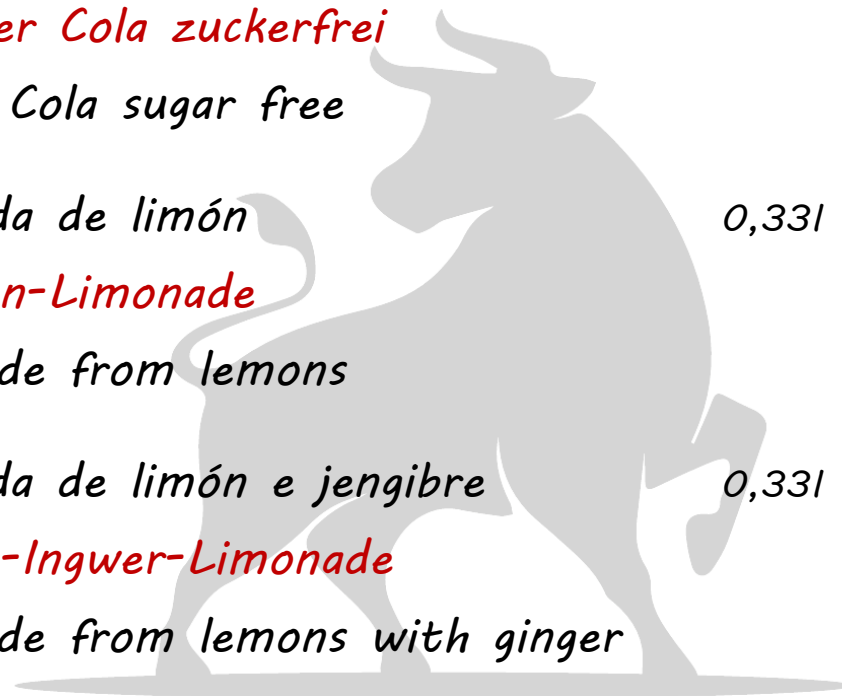 er Cola zuckerfrei
Cola sugar free
da de limón 0,33l
n-Limonade
de from lemons
da de limón e jengibre 0,33l
-Ingwer-Limonade
de from lemons with ginger